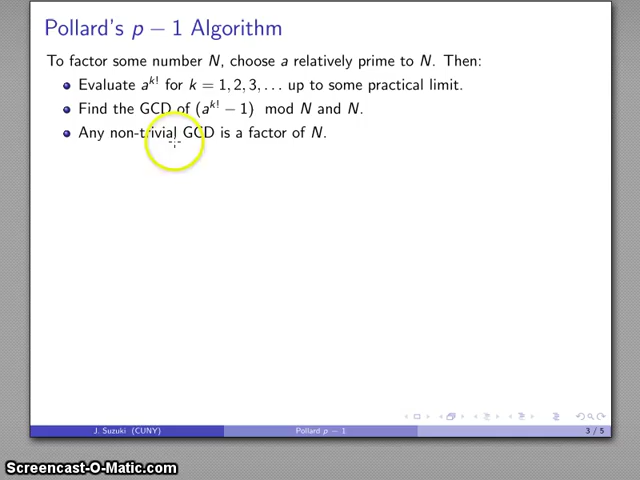 Pollard's p − 1 Algorithm
To factor some number N, choose a relatively prime to N. Then:
Evaluate a^{k!} for k = 1, 2, 3, . . . up to some practical limit.
Find the GCD of (a^{k!} − 1) mod N and N.
Any non-trivial GCD is a factor of N.
J. Suzuki (CUNY) Pollard p − 1 3 / 5
Screencast-O-Matic.com